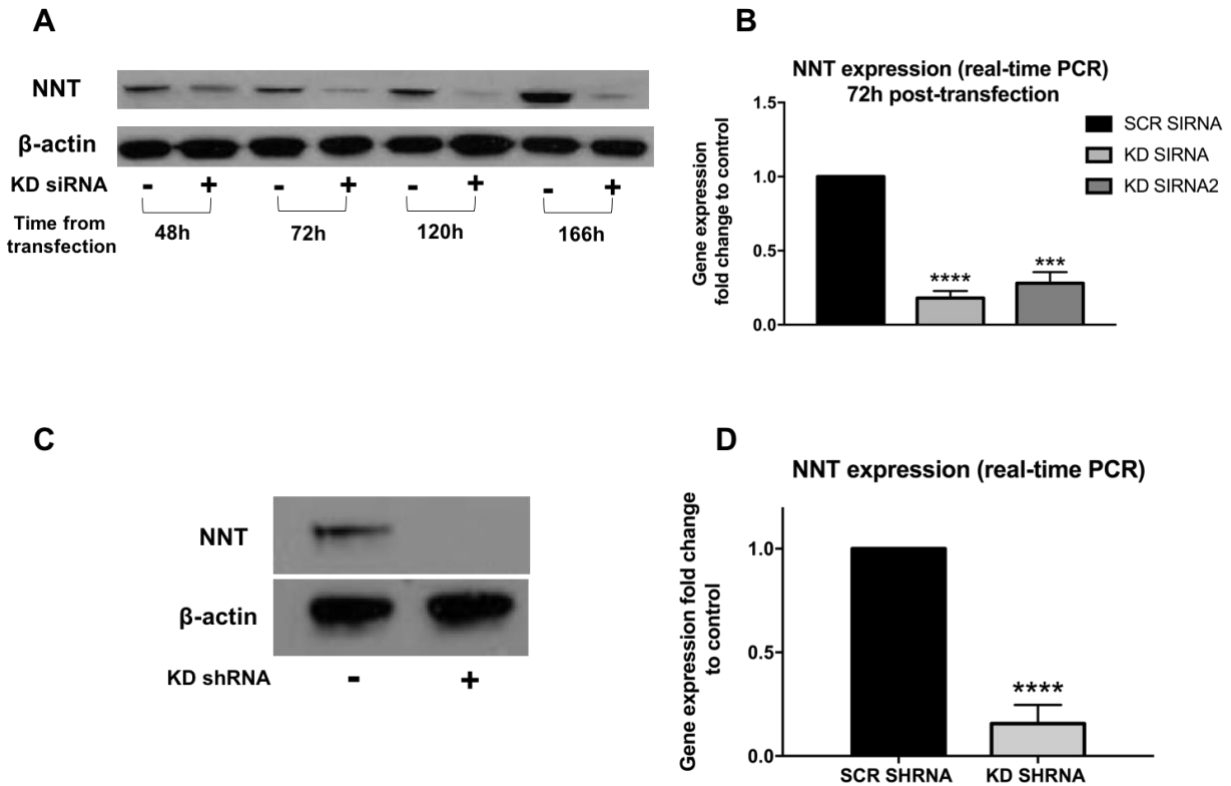 A
NNT
β-actin
KD siRNA - + - + - + - +
Time from
transfection
48h 72h 120h 166h
B
NNT expression (real-time PCR)
72h post-transfection
Gene expression
fold change to control
1.5
1.0
0.5
0.0
**** ***
SCR SIRNA
KD SIRNA
KD SIRNA2
C
NNT
β-actin
KD shRNA - +
D
NNT expression (real-time PCR)
Gene expression fold change
to control
1.0
0.5
0.0
****
SCR SHRNA KD SHRNA